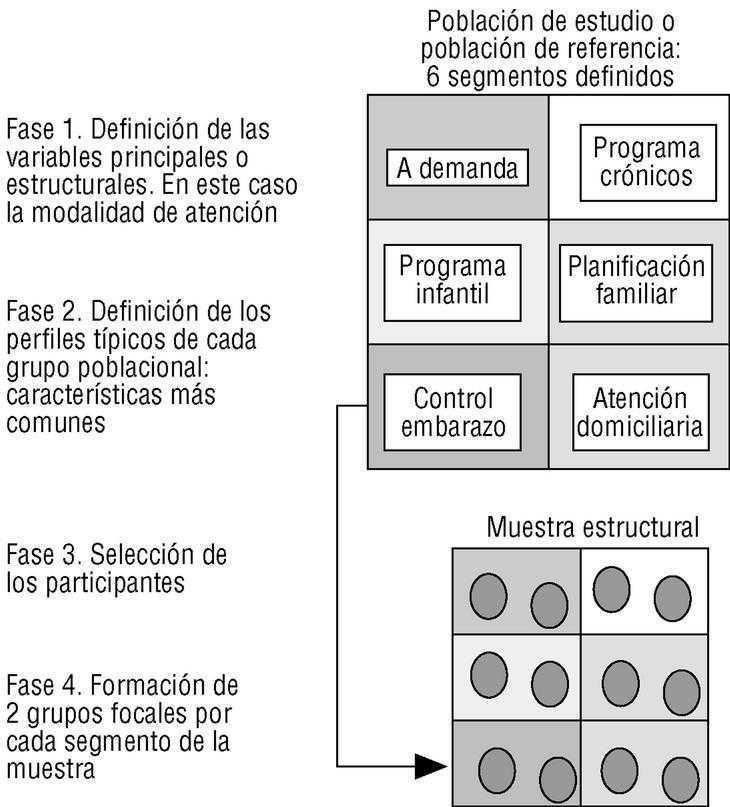 Población de estudio o
población de referencia:
6 segmentos definidos
Fase 1. Definición de las
variables principales o
estructurales. En este caso
la modalidad de atención
A demanda
Programa
crónicos
Programa
infantil
Planificación
familiar
Fase 2. Definición de los
perfiles típicos de cada
grupo poblacional:
características más
comunes
Control
embarazo
Atención
domiciliaria
Muestra estructural
Fase 3. Selección de
los participantes
Fase 4. Formación de
2 grupos focales por
cada segmento de la
muestra